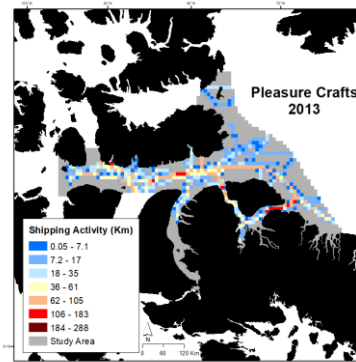 Pleasure Crafts
2013
Shipping Activity (Km)
0.05 - 7.1
7.2 - 17
18 - 35
36 - 61
62 - 105
106 - 183
184 - 288
Study Area
N
0
60
120 Km